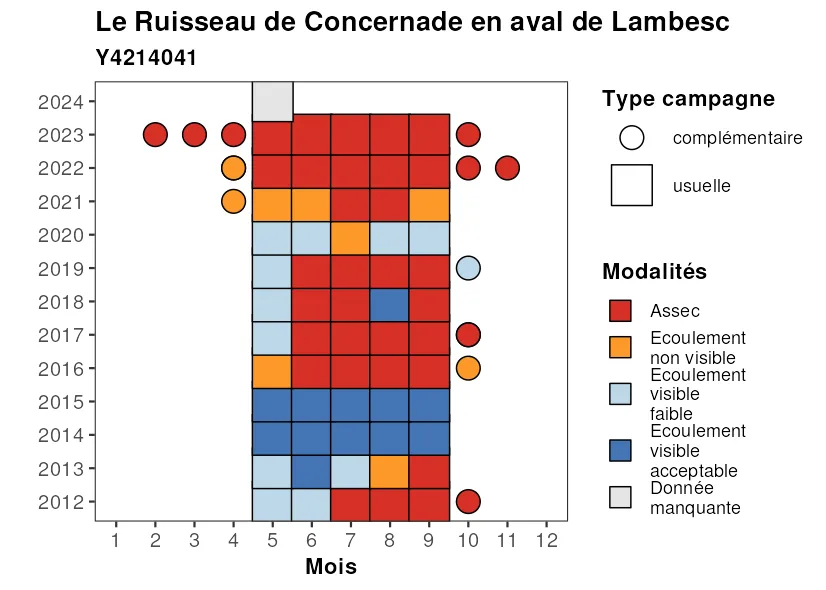 Le Ruisseau de Concernade en aval de Lambesc
Y4214041
2024
2023
2022
2021
2020
2019
2018
2017
2016
2015
2014
2013
2012
1 2 3 4 5 6 7 8 9 10 11 12
Mois
Type campagne
complémentaire
usuelle
Modalités
Assec
Ecoulement
non visible
Ecoulement
visible
faible
Ecoulement
visible
acceptable
Donnée
manquante